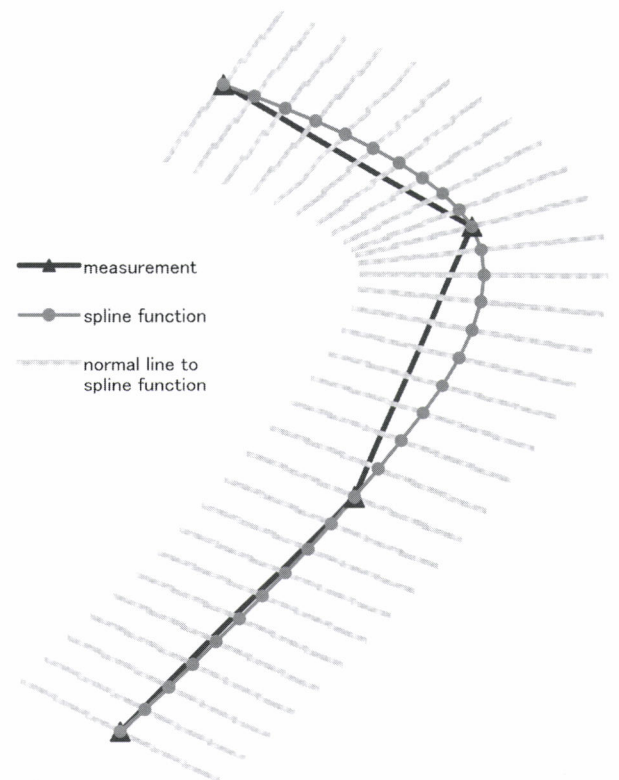 measurement
spline function
normal line to
spline function